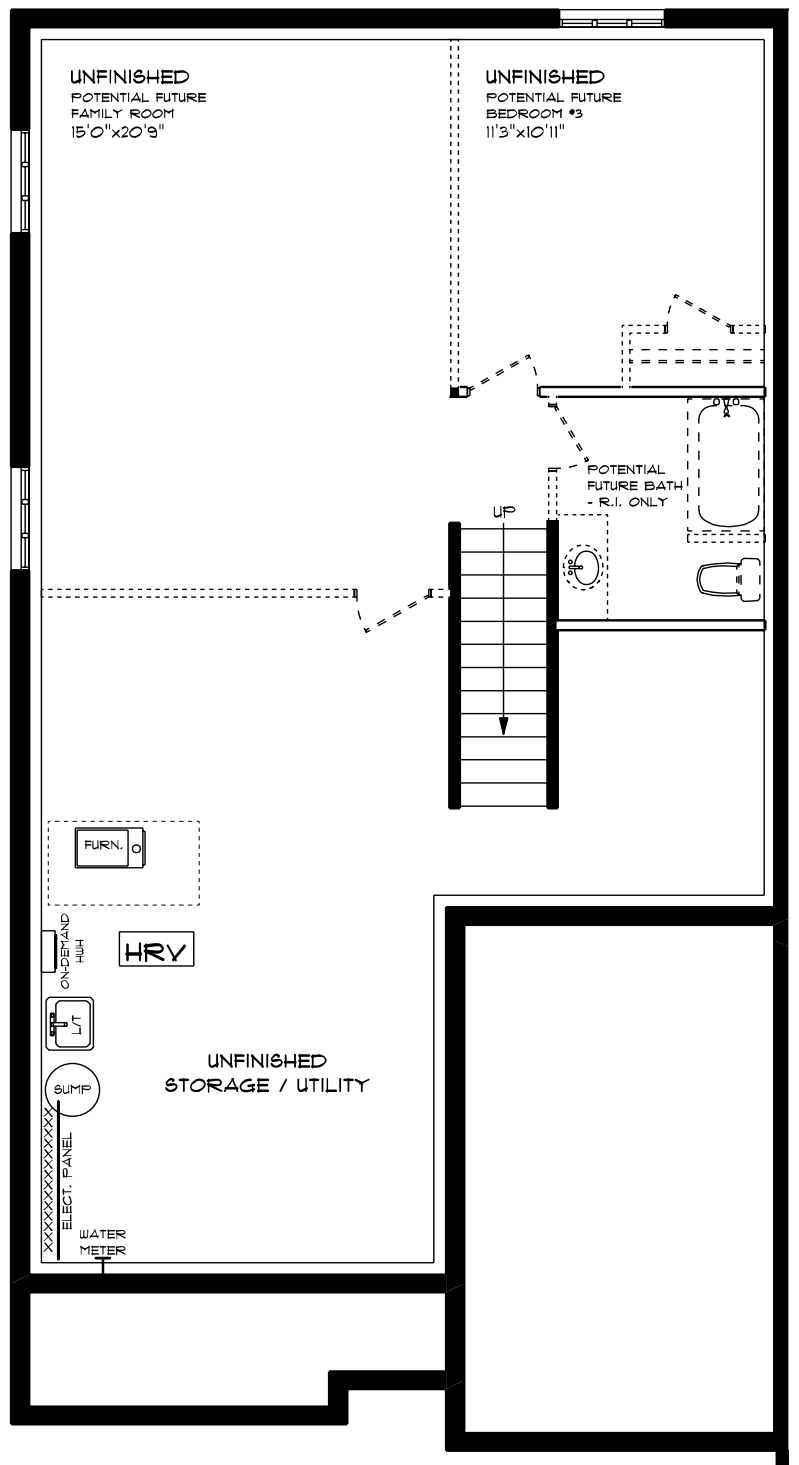 UNFINISHED
POTENTIAL FUTURE
FAMILY ROOM
15'0"x20'9"
UNFINISHED
POTENTIAL FUTURE
BEDROOM #3
11'3"x10'11"
POTENTIAL
FUTURE BATH
- R.I. ONLY
UP
FURN.
ON-DEMAND
HWH
HRV
L/T
UNFINISHED
STORAGE / UTILITY
SUMP
ELECT. PANEL
WATER
METER